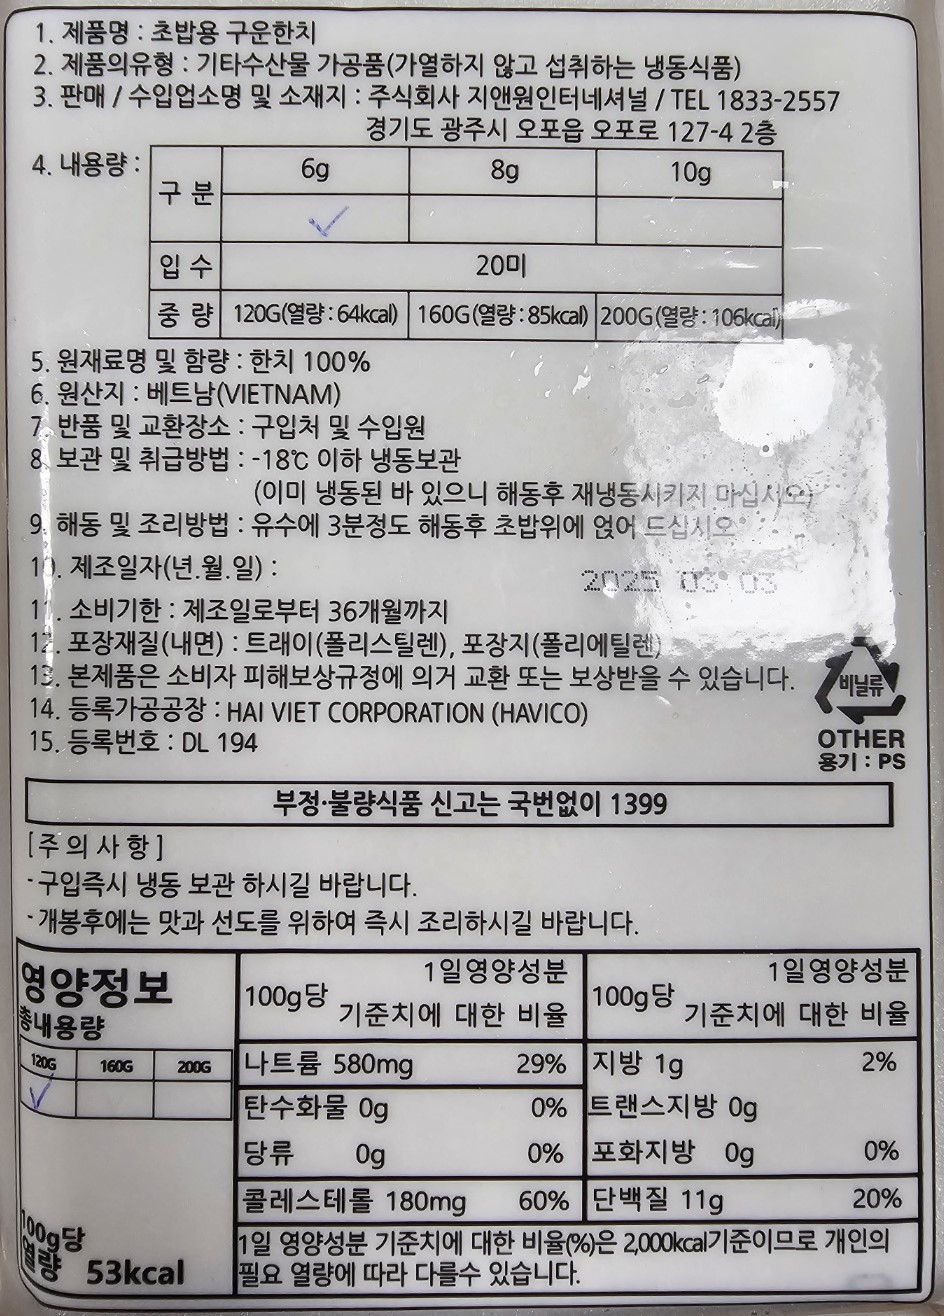 1. 제품명 : 초밥용 구운한치
2. 제품의유형 : 기타수산물 가공품(가열하지 않고 섭취하는 냉동식품)
3. 판매 / 수입업소명 및 소재지 : 주식회사 지앤원인터네셔널 / TEL 1833-2557
경기도 광주시 오포읍 오포로 127-4 2층
4. 내용량 :
구 분 6g 8g 10g
입 수 20미
중 량 120G(열량 : 64kcal) 160G(열량 : 85kcal) 200G(열량 : 106kcal)
5. 원재료명 및 함량 : 한치 100%
6. 원산지 : 베트남(VIETNAM)
7. 반품 및 교환장소 : 구입처 및 수입원
8. 보관 및 취급방법 : -18℃ 이하 냉동보관
(이미 냉동된 바 있으니 해동후 재냉동시키지 마십시오)
9. 해동 및 조리방법 : 유수에 3분정도 해동후 초밥위에 얹어 드십시오
10. 제조일자(년.월.일) : 2025 03 03
11. 소비기한 : 제조일로부터 36개월까지
12. 포장재질(내면) : 트래이(폴리스틸렌), 포장지(폴리에틸렌)
13. 본제품은 소비자 피해보상규정에 의거 교환 또는 보상받을 수 있습니다.
14. 등록가공공장 : HAI VIET CORPORATION (HAVICO)
15. 등록번호 : DL 194
비닐류
OTHER
용기 : PS
부정·불량식품 신고는 국번없이 1399
[주 의 사 항]
- 구입즉시 냉동 보관 하시길 바랍니다.
- 개봉후에는 맛과 선도를 위하여 즉시 조리하시길 바랍니다.
영양정보
총내용량
120G 160G 200G
100g당
열량 53kcal
100g당 1일영양성분
기준치에 대한 비율
100g당 1일영양성분
기준치에 대한 비율
나트륨 580mg 29% 지방 1g 2%
탄수화물 0g 0% 트랜스지방 0g
당류 0g 0% 포화지방 0g 0%
콜레스테롤 180mg 60% 단백질 11g 20%
1일 영양성분 기준치에 대한 비율(%)은 2,000kcal기준이므로 개인의
필요 열량에 따라 다를수 있습니다.